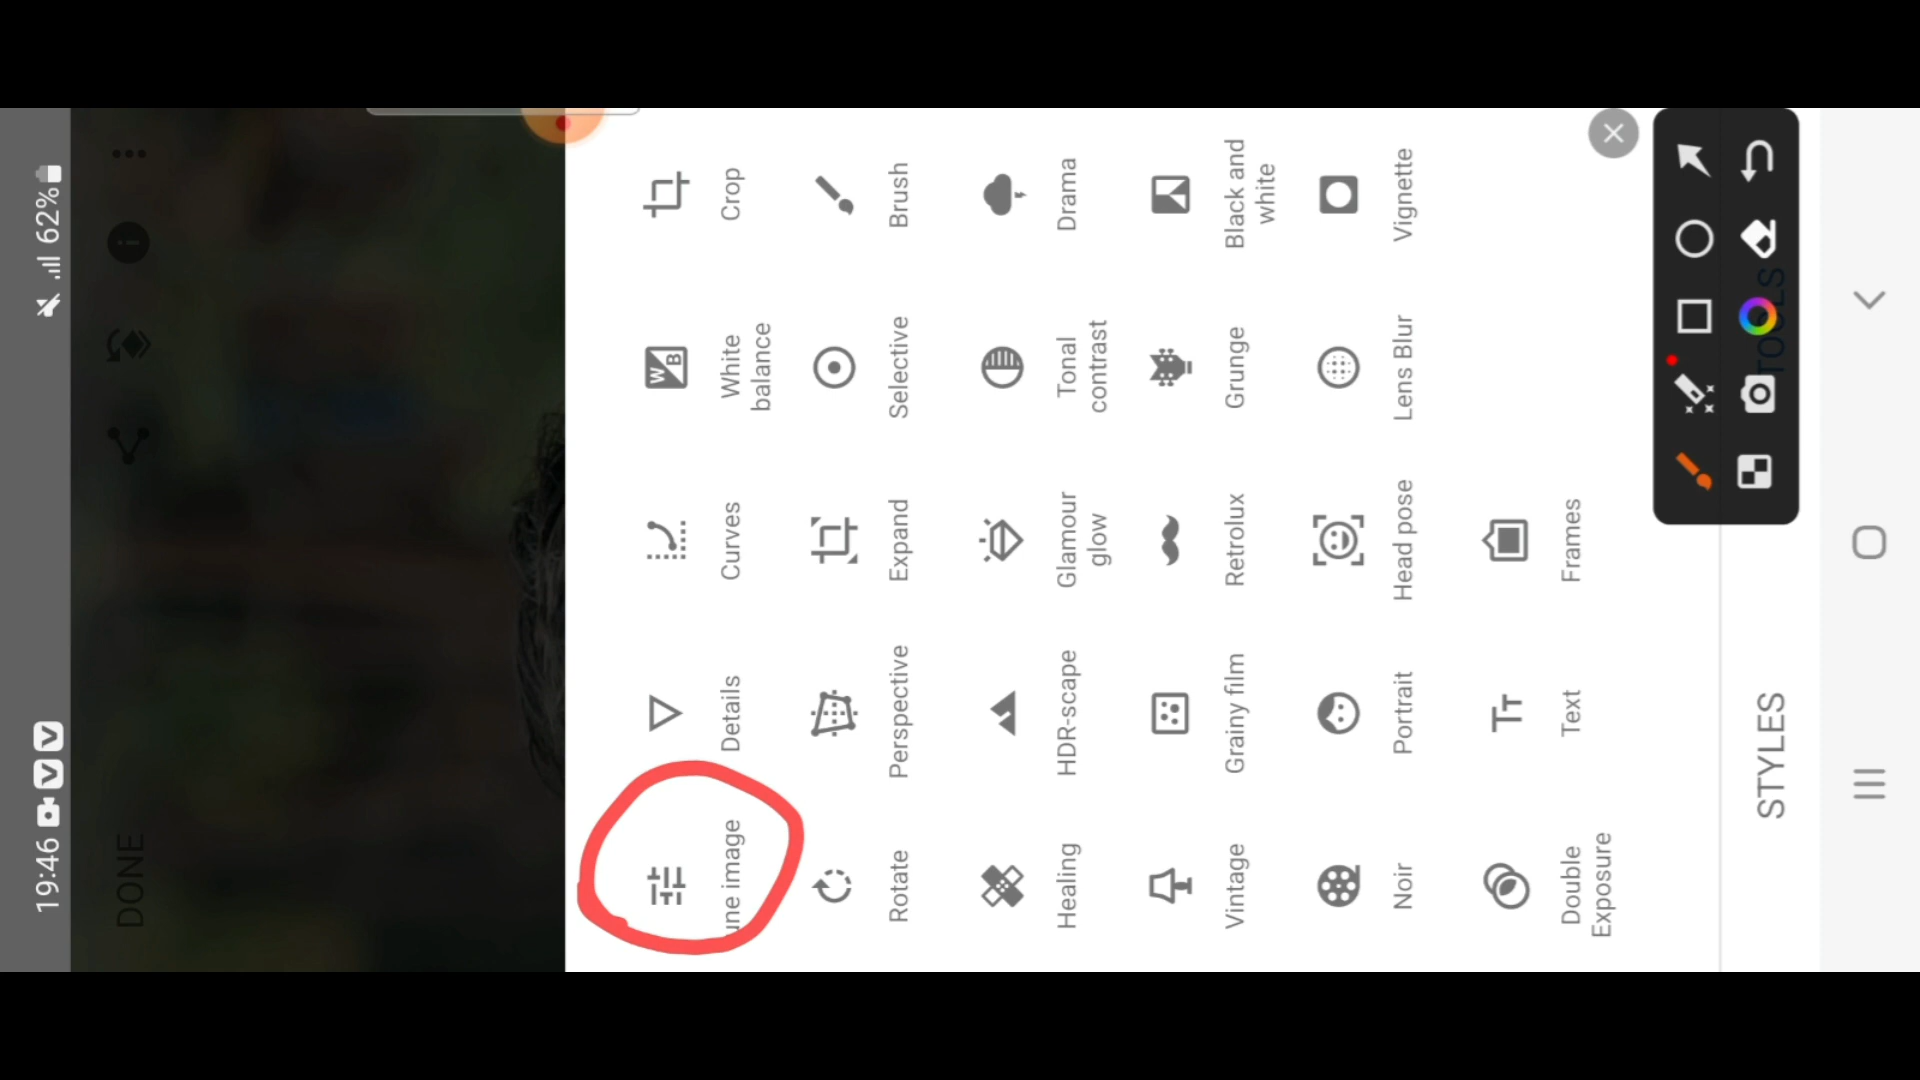 19:46
62%
DONE
une image
Details
Curves
W B
White
balance
Crop
Rotate
Perspective
Expand
Selective
Brush
Healing
HDR-scape
Glamour
glow
Tonal
contrast
Drama
Vintage
Grainy film
Retrolux
Grunge
Black and
white
Noir
Portrait
Head pose
Lens Blur
Vignette
Double
Exposure
Tт
Text
Frames
STYLES
TOOLS